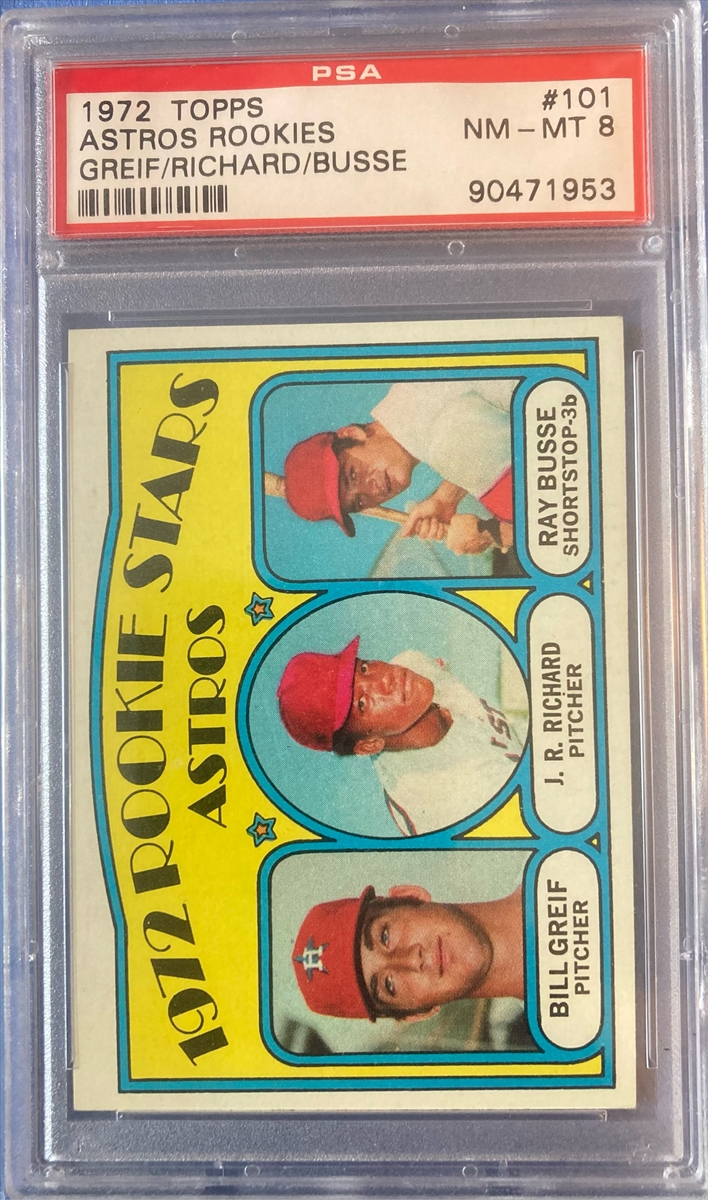 PSA
1972 TOPPS #101
ASTROS ROOKIES NM – MT 8
GREIF/RICHARD/BUSSE
90471953
1972 ROOKIE STARS
ASTROS
H
BILL GREIF
PITCHER
J. R. RICHARD
PITCHER
RAY BUSSE
SHORTSTOP-3b